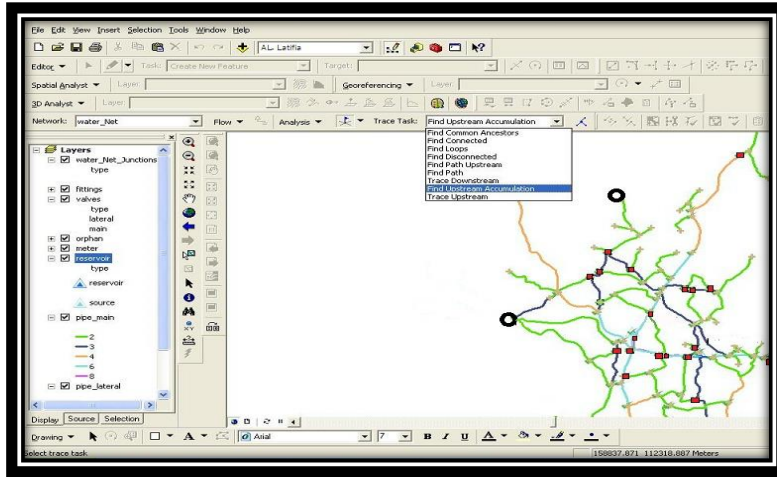 File Edit View Insert Selection Tools Window Help
AL. Latifia
Editor Task: Create New Feature Target:
Spatial Analyst Layer: Georeferencing Layer:
3D Analyst Layer:
Network: water_Net Flow Analysis Trace Task: Find Upstream Accumulation
Find Common Ancestors
Find Connected
Find Loops
Find Disconnected
Find Path Upstream
Find Path
Trace Downstream
Find Upstream Accumulation
Trace Upstream
Layers
water_Net_Junctions
type
fittings
valves
type
lateral
main
orphan
meter
reservoir
type
reservoir
source
pipe_main
2
3
4
6
8
pipe_lateral
Display Source Selection
Drawing A Arial 7 B I U A
Select trace task 158837.871 112318.887 Meters